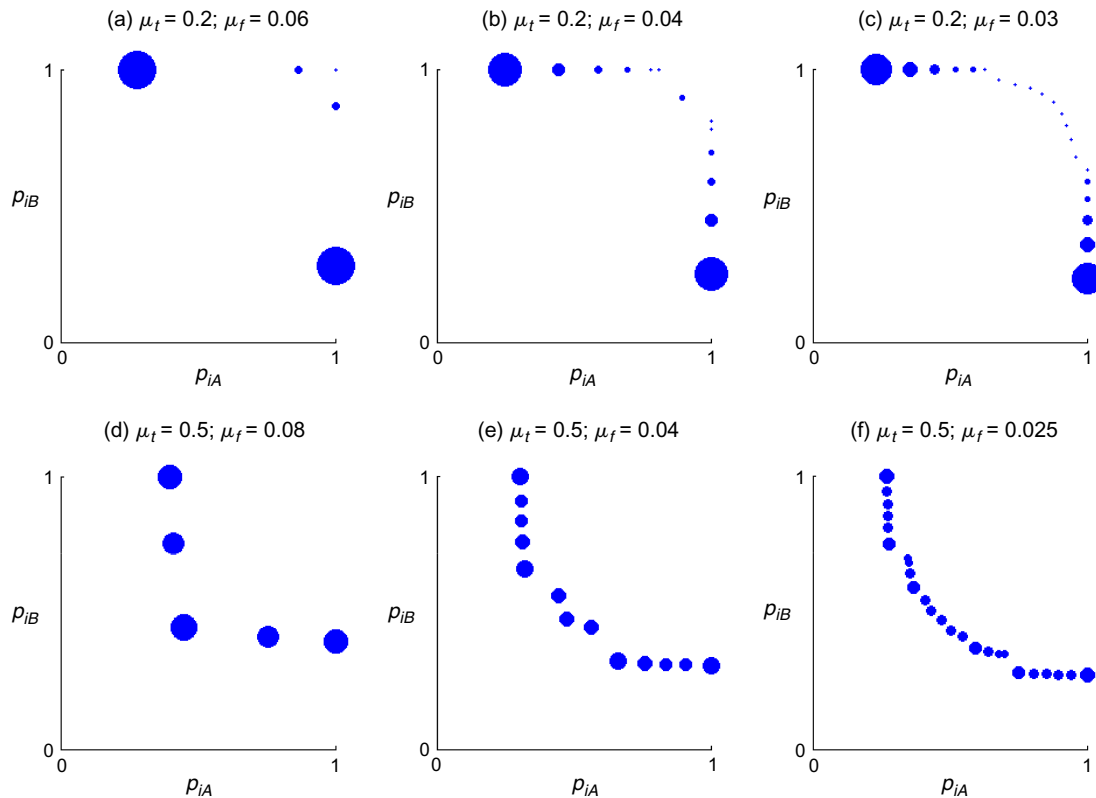 (a) μt = 0.2; μf = 0.06
(b) μt = 0.2; μf = 0.04
(c) μt = 0.2; μf = 0.03
1
1
1
piB
piB
piB
0
0
0
0
1
0
1
0
1
piA
piA
piA
(d) μt = 0.5; μf = 0.08
(e) μt = 0.5; μf = 0.04
(f) μt = 0.5; μf = 0.025
1
1
1
piB
piB
piB
0
0
0
0
1
0
1
0
1
piA
piA
piA